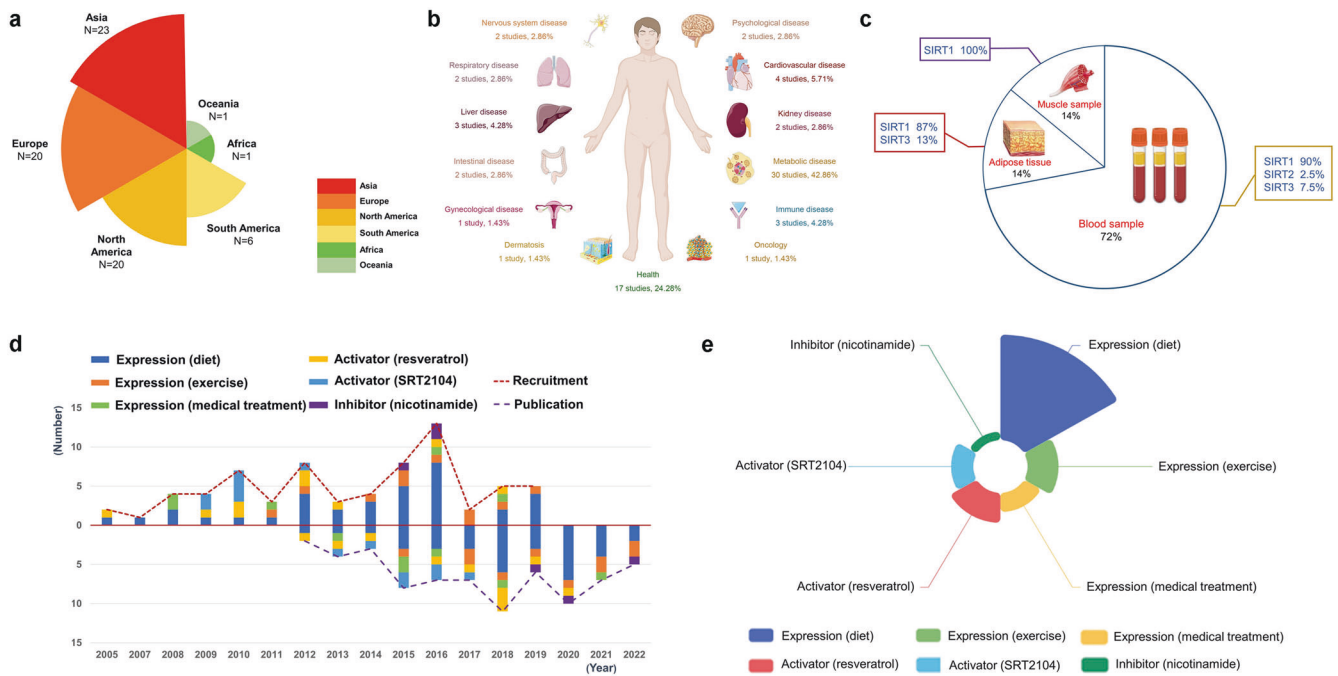 a
Asia
N=23
Oceania
N=1
Africa
N=1
Europe
N=20
South America
N=6
North
America
N=20
Asia
Europe
North America
South America
Africa
Oceania
b
Nervous system disease
2 studies, 2.86%
Psychological disease
2 studies, 2.86%
Respiratory disease
2 studies, 2.86%
Cardiovascular disease
4 studies, 5.71%
Liver disease
3 studies, 4.28%
Kidney disease
2 studies, 2.86%
Intestinal disease
2 studies, 2.86%
Metabolic disease
30 studies, 42.86%
Gynecological disease
1 study, 1.43%
Immune disease
3 studies, 4.28%
Dermatosis
1 study, 1.43%
Oncology
1 study, 1.43%
Health
17 studies, 24.28%
c
SIRT1 100%
Muscle sample
14%
SIRT1 87%
SIRT3 13%
Adipose tissue
14%
SIRT1 90%
SIRT2 2.5%
SIRT3 7.5%
Blood sample
72%
d
Expression (diet)
Activator (resveratrol)
Expression (exercise)
Activator (SRT2104)
Recruitment
Expression (medical treatment)
Inhibitor (nicotinamide)
Publication
(Number)
15
10
5
0
5
10
15
2005 2007 2008 2009 2010 2011 2012 2013 2014 2015 2016 2017 2018 2019 2020 2021 2022
(Year)
e
Inhibitor (nicotinamide)
Expression (diet)
Activator (SRT2104)
Expression (exercise)
Activator (resveratrol)
Expression (medical treatment)
Expression (diet)
Expression (exercise)
Expression (medical treatment)
Activator (resveratrol)
Activator (SRT2104)
Inhibitor (nicotinamide)